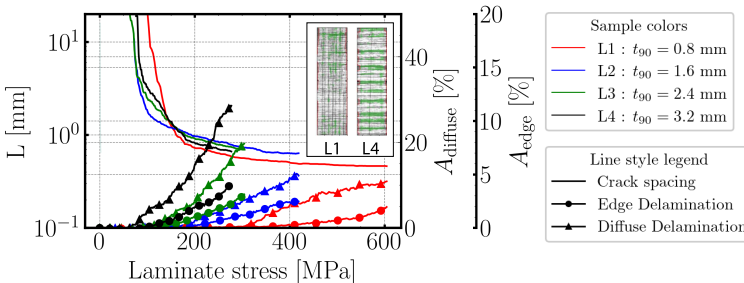 10¹
10⁰
10⁻¹
L [mm]
0
200
400
600
Laminate stress [MPa]
L1
L4
40
20
0
A_diffuse [%]
20
15
10
5
0
A_edge [%]
Sample colors
L1 : t₉₀ = 0.8 mm
L2 : t₉₀ = 1.6 mm
L3 : t₉₀ = 2.4 mm
L4 : t₉₀ = 3.2 mm
Line style legend
Crack spacing
Edge Delamination
Diffuse Delamination